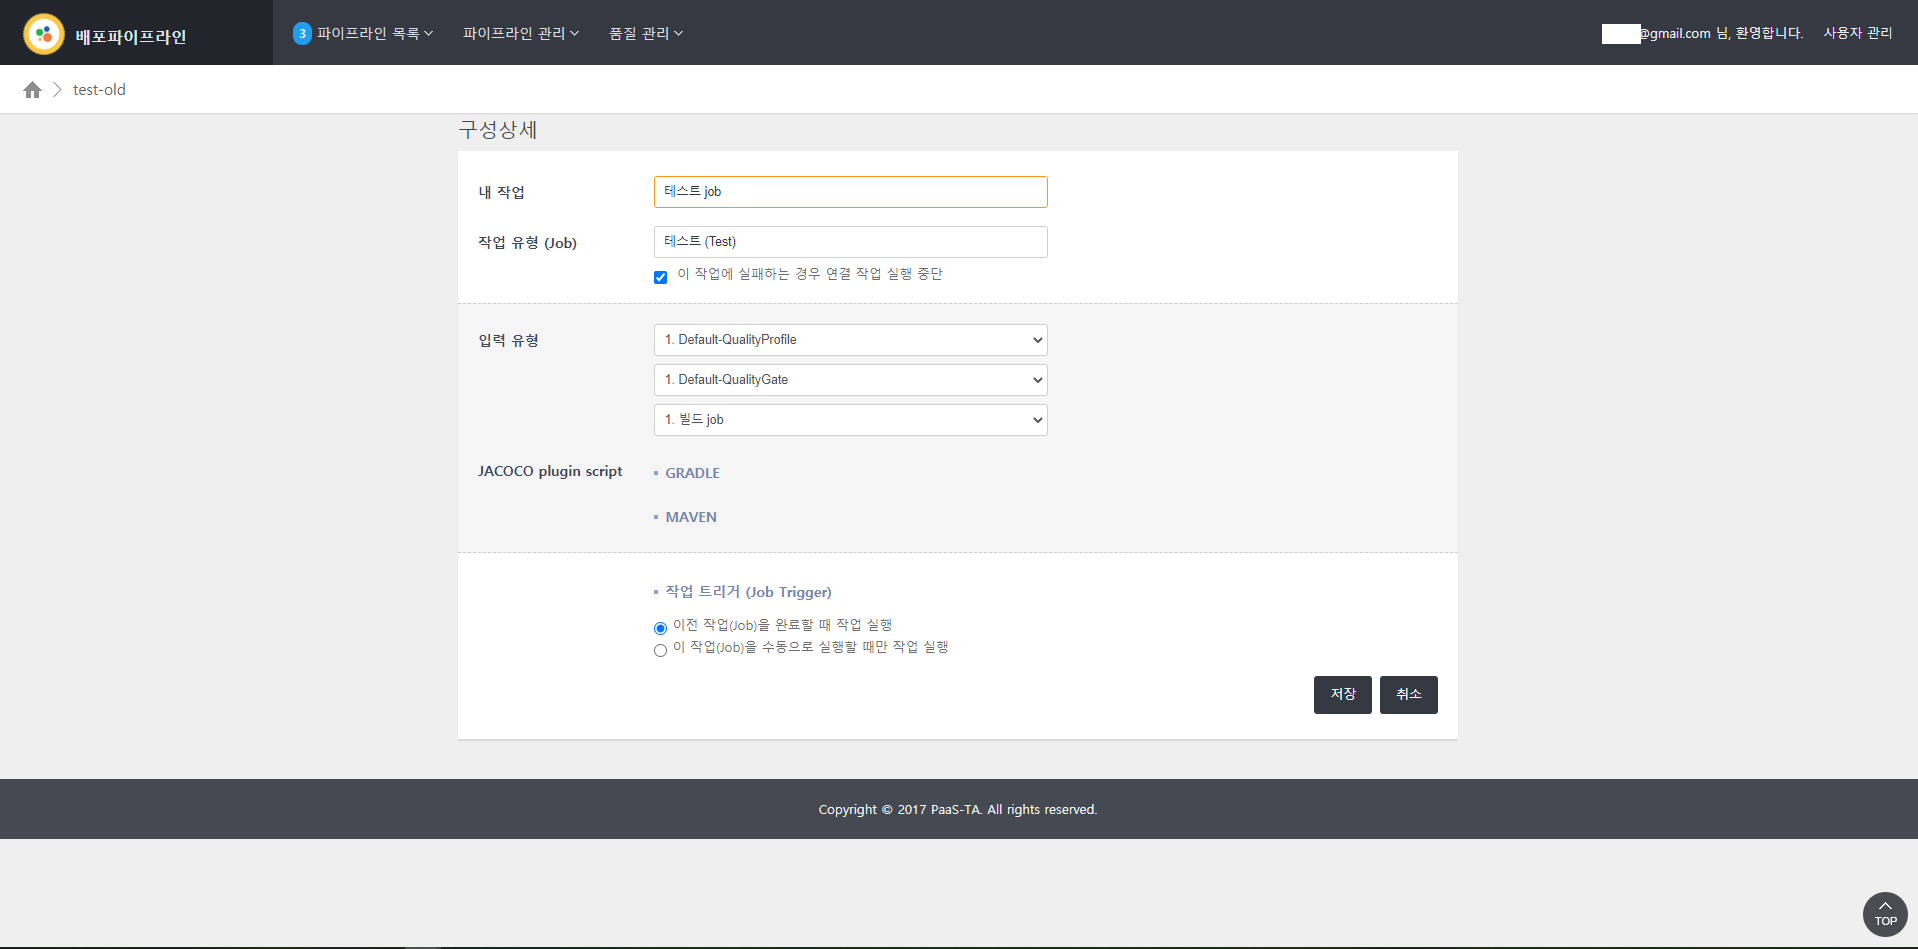 배포파이프라인
3 파이프라인 목록
파이프라인 관리
품질 관리
@gmail.com 님, 환영합니다.
사용자 관리
test-old
구성상세
내 작업
테스트 job
작업 유형 (Job)
테스트 (Test)
이 작업에 실패하는 경우 연결 작업 실행 중단
입력 유형
1. Default-QualityProfile
1. Default-QualityGate
1. 빌드 job
JACOCO plugin script
GRADLE
MAVEN
작업 트리거 (Job Trigger)
이전 작업(Job)을 완료할 때 작업 실행
이 작업(Job)을 수동으로 실행할 때만 작업 실행
저장
취소
Copyright © 2017 PaaS-TA. All rights reserved.
TOP